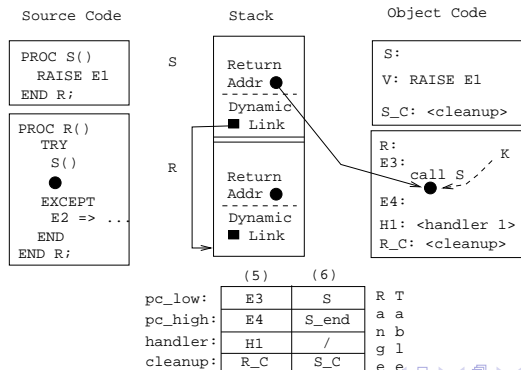 Source Code
Stack
Object Code
PROC S()
RAISE E1
END R;
PROC R()
TRY
S()
EXCEPT
E2 => ...
END
END R;
S
Return
Addr
Dynamic
Link
R
Return
Addr
Dynamic
Link
S:
V: RAISE E1
S_C: <cleanup>
R:
E3:
call S
K
E4:
H1: <handler 1>
R_C: <cleanup>
(5) (6)
pc_low: E3 S
pc_high: E4 S_end
handler: H1 /
cleanup: R_C S_C
Range
Table